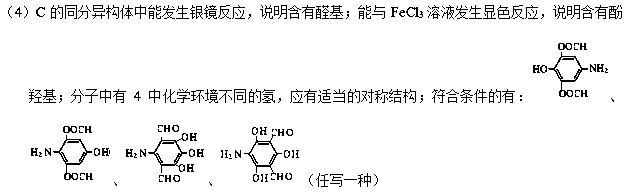 （4）C 的同分异构体中能发生银镜反应，说明含有醛基；能与 FeCl₃ 溶液发生显色反应，说明含有酚
羟基；分子中有 4 中化学环境不同的氢，应有适当的对称结构；符合条件的有：
OOCH
HO NH₂
OOCH
、
OOCH
H₂N OH
OOCH
、
CHO OH
H₂N OH
CHO OH
、
OH CHO
H₂N OH
OH CHO
（任写一种）